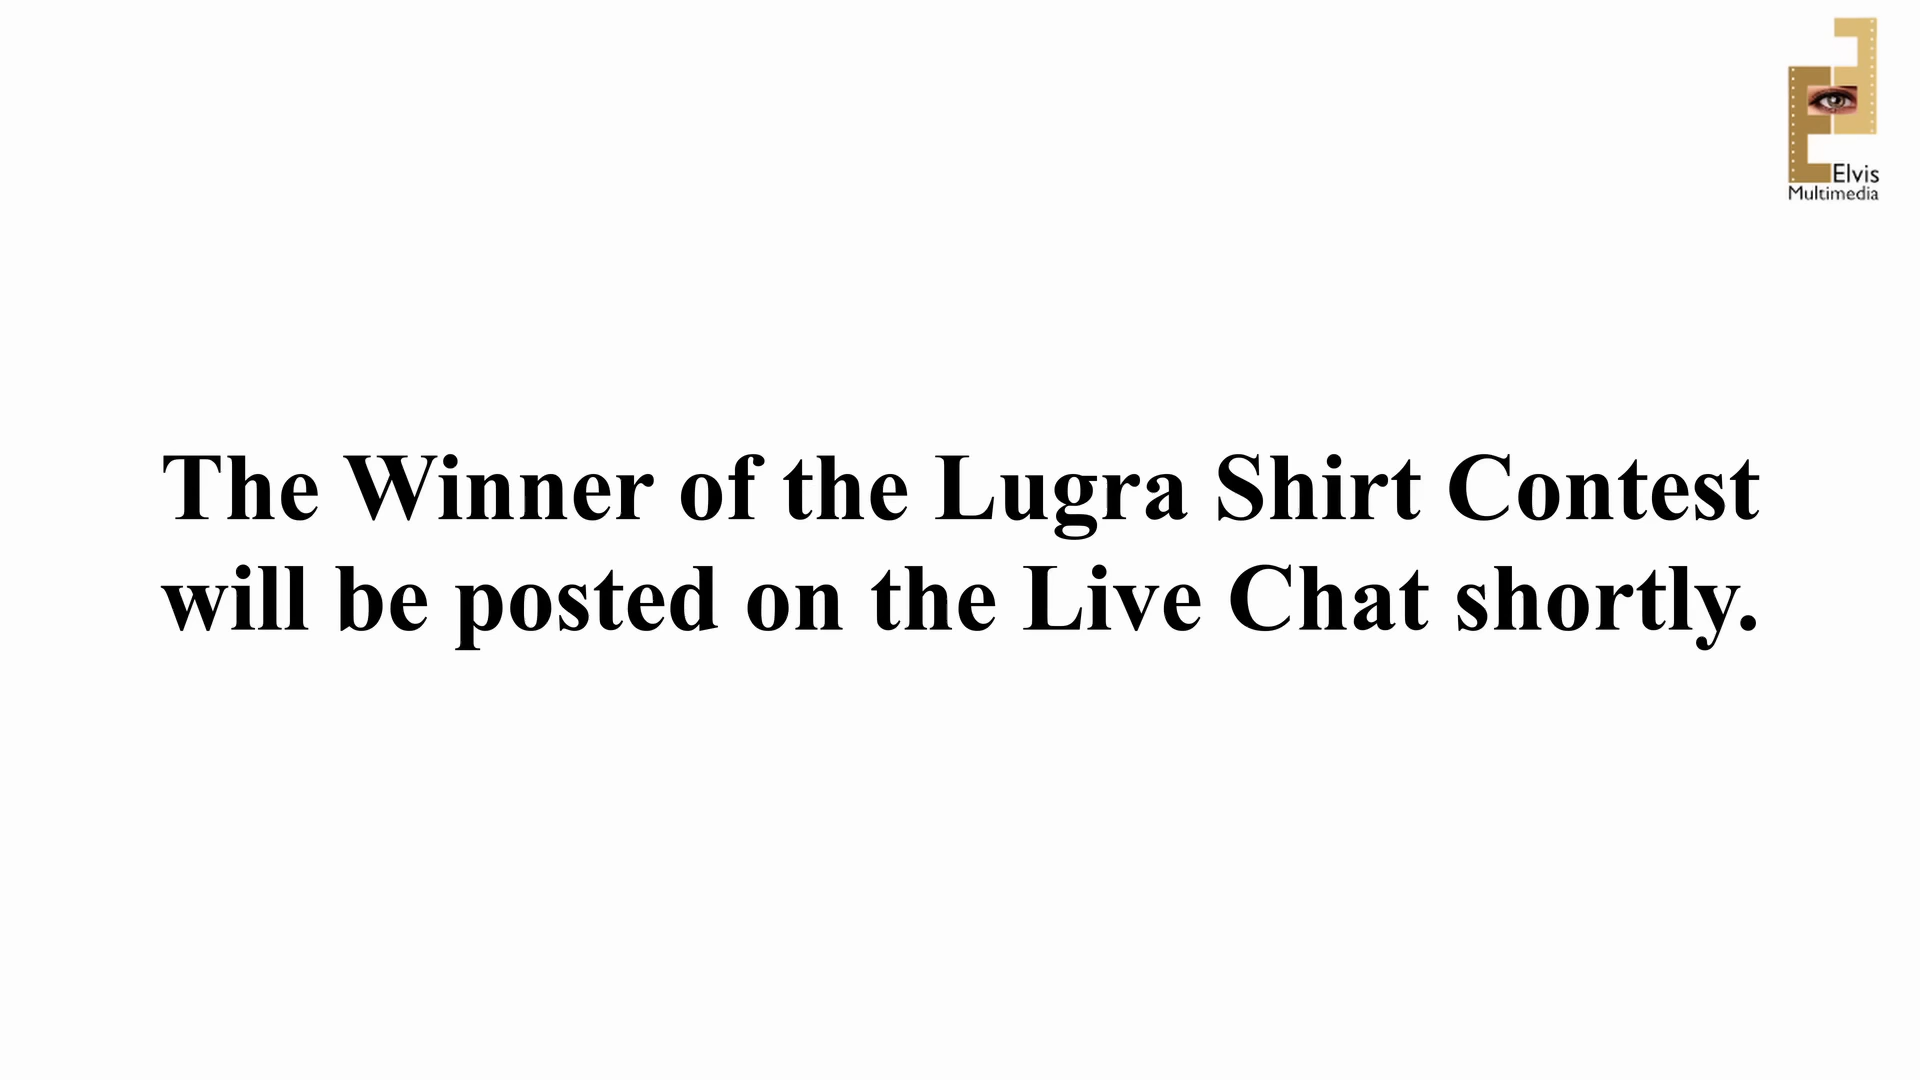 Elvis
Multimedia
The Winner of the Lugra Shirt Contest
will be posted on the Live Chat shortly.